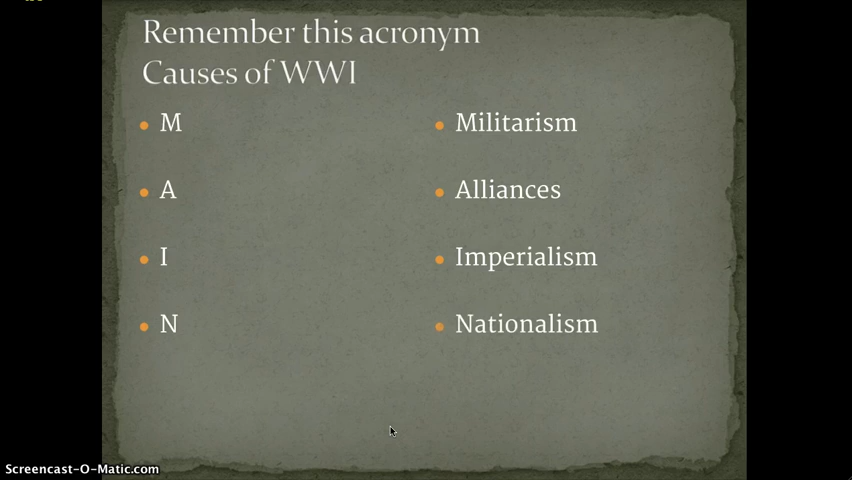 Remember this acronym
Causes of WWI
• M
• A
• I
• N
• Militarism
• Alliances
• Imperialism
• Nationalism
Screencast-O-Matic.com